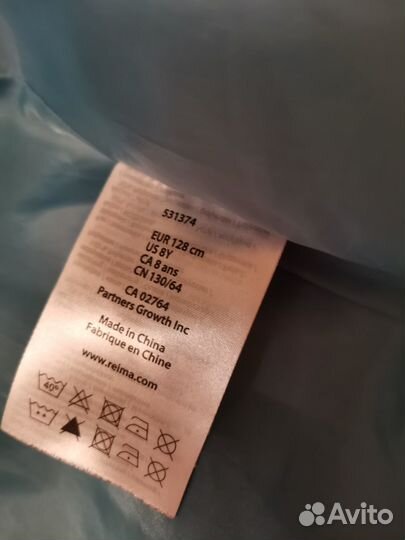 531374
EUR 128 cm
US 8Y
CA 8 ans
CN 130/64
CA 02764
Partners Growth Inc
Made in China
Fabrique en Chine
www.reima.com
40°
Avito